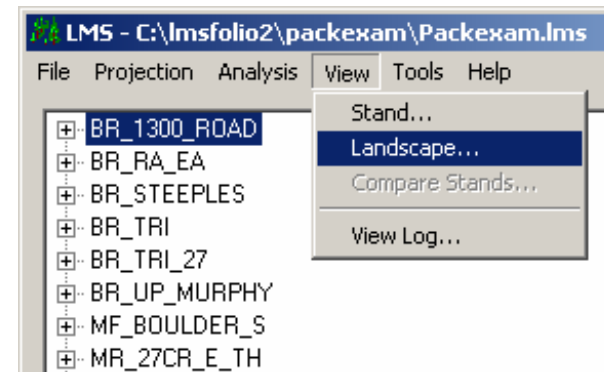 LMS - C:\lmsfolio2\packexam\Packexam.lms
File Projection Analysis View Tools Help
Stand...
Landscape...
Compare Stands...
View Log...
BR_1300_ROAD
BR_RA_EA
BR_STEEPLES
BR_TRI
BR_TRI_27
BR_UP_MURPHY
MF_BOULDER_S
MR_27CR_E_TH